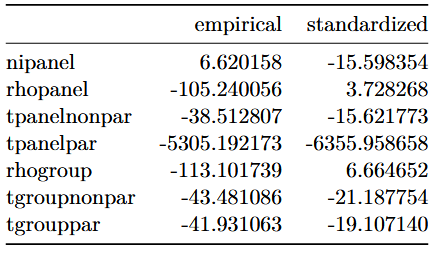 empirical standardized
nipanel 6.620158 -15.598354
rhopanel -105.240056 3.728268
tpanelnonpar -38.512807 -15.621773
tpanelpar -5305.192173 -6355.958658
rhogroup -113.101739 6.664652
tgroupnonpar -43.481086 -21.187754
tgrouppar -41.931063 -19.107140